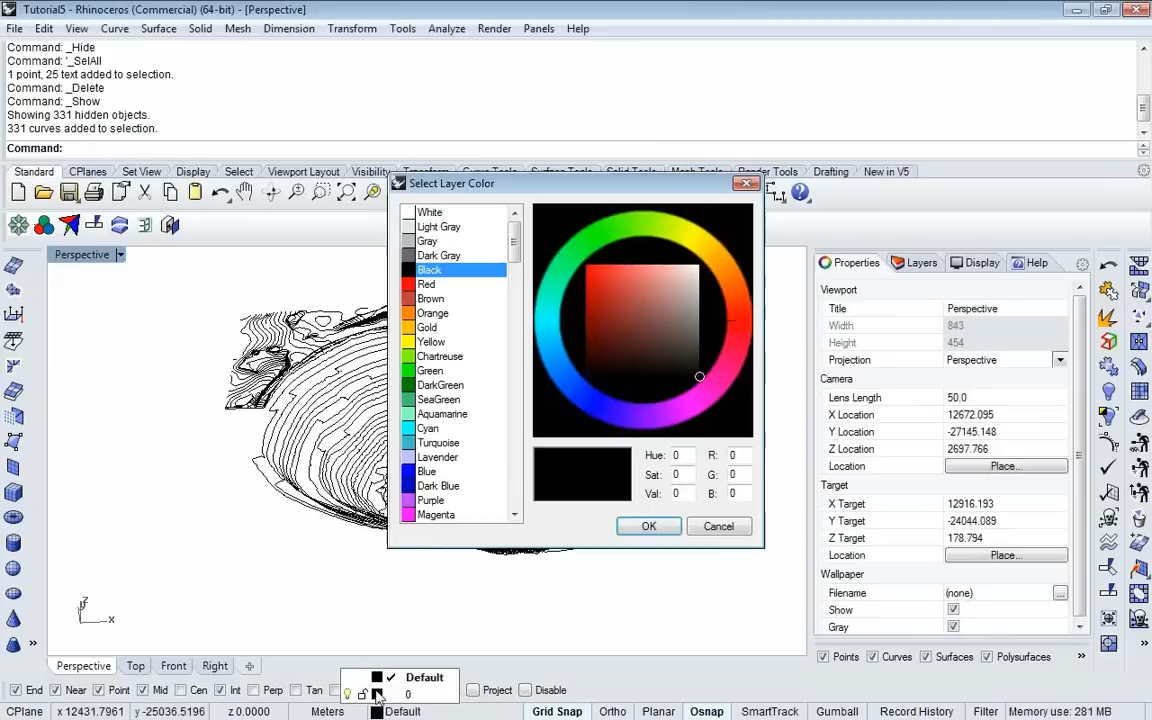 Tutorial5 - Rhinoceros (Commercial) (64-bit) - [Perspective]
File Edit View Curve Surface Solid Mesh Dimension Transform Tools Analyze Render Panels Help
Command: _Hide
Command: '_SelAll
1 point, 25 text added to selection.
Command: _Delete
Command: _Show
Showing 331 hidden objects.
331 curves added to selection.
Command:
Standard CPlanes Set View Display Select Viewport Layout Visibility Drafting New in V5
Select Layer Color
Perspective
White
Light Gray
Gray
Dark Gray
Black
Red
Brown
Orange
Gold
Yellow
Chartreuse
Green
DarkGreen
SeaGreen
Aquamarine
Cyan
Turquoise
Lavender
Blue
Dark Blue
Purple
Magenta
Hue: 0 R: 0
Sat: 0 G: 0
Val: 0 B: 0
OK Cancel
Properties Layers Display Help
Viewport
Title Perspective
Width 843
Height 454
Projection Perspective
Camera
Lens Length 50.0
X Location 12672.095
Y Location -27145.148
Z Location 2697.766
Location Place...
Target
X Target 12916.193
Y Target -24044.089
Z Target 178.794
Location Place...
Wallpaper
Filename (none) ...
Show
Gray
Points Curves Surfaces Polysurfaces
z
x
Perspective Top Front Right
Default
0
End Near Point Mid Cen Int Perp Tan Project Disable
CPlane x 12431.7961 y -25036.5196 z 0.0000 Meters Default Grid Snap Ortho Planar Osnap SmartTrack Gumball Record History Filter Memory use: 281 MB